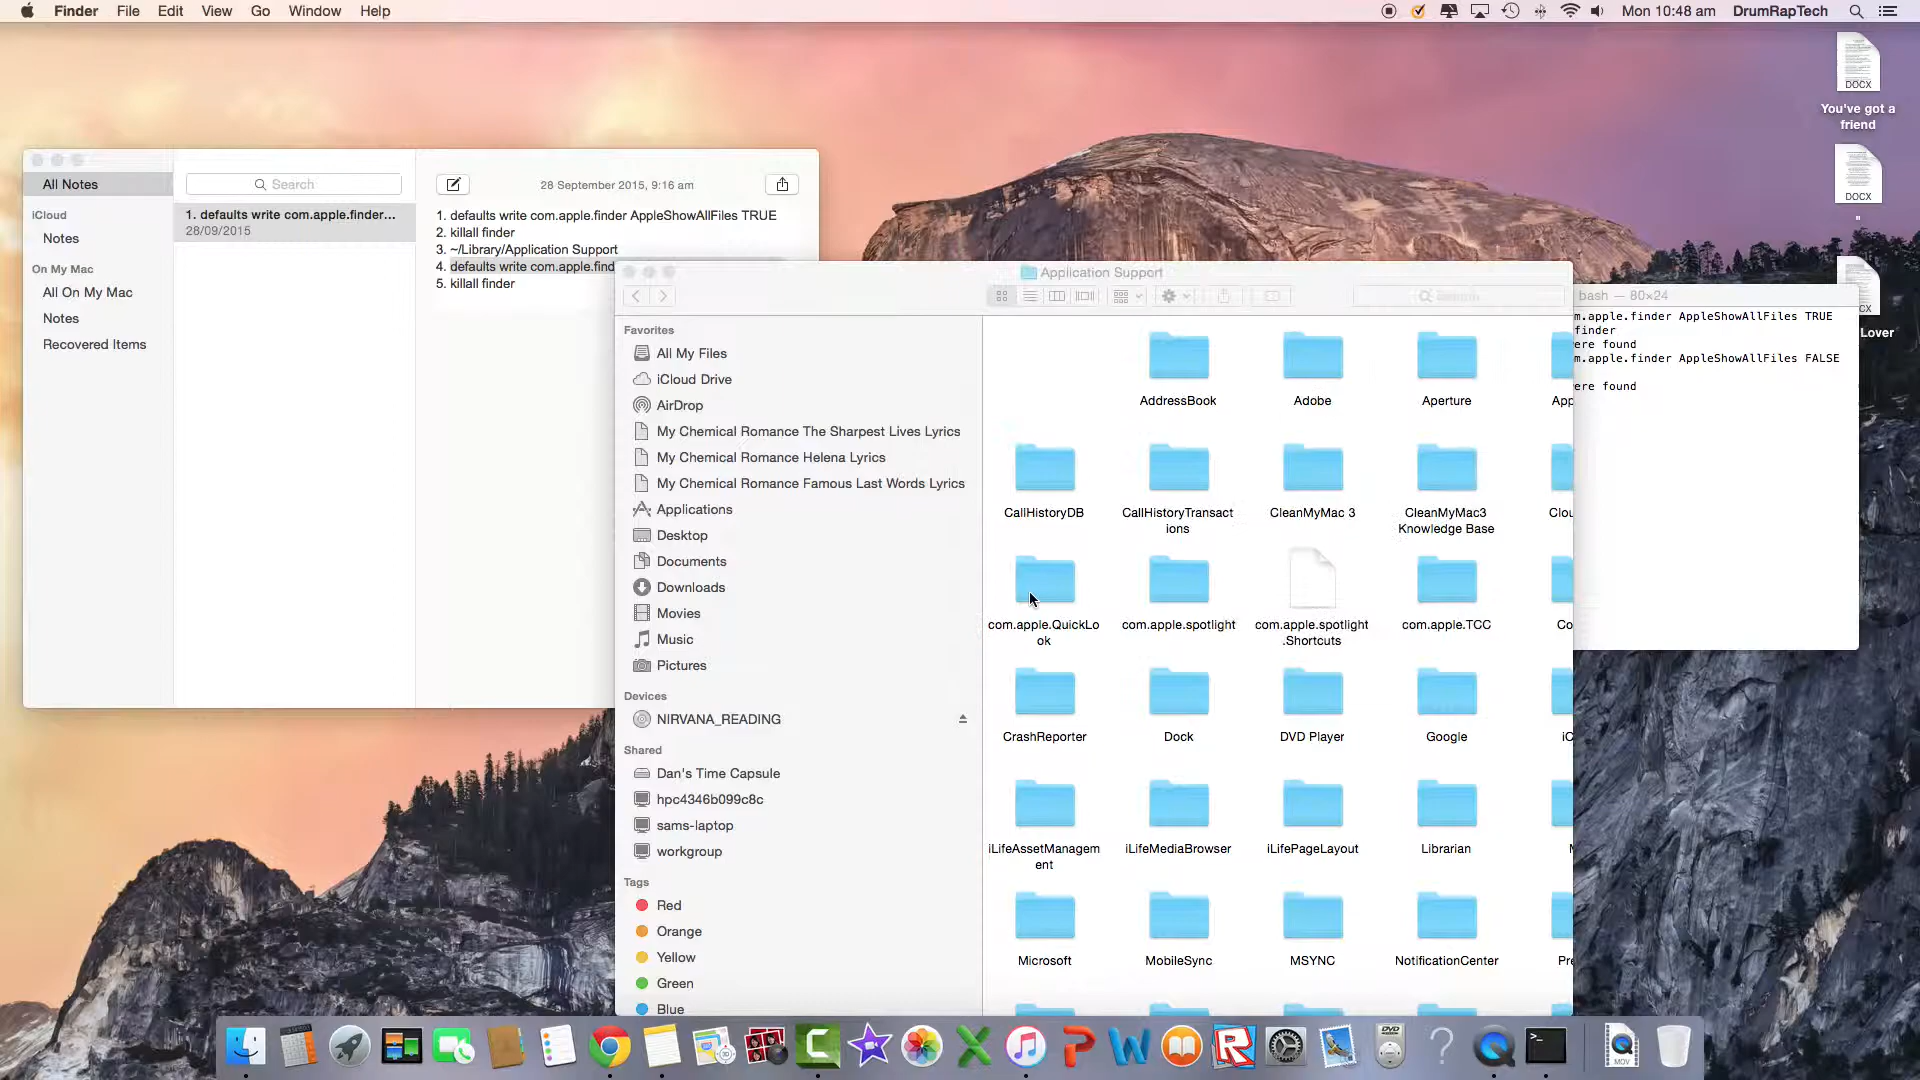 Finder File Edit View Go Window Help
Mon 10:48 am DrumRapTech
DOCX
You've got a
friend
DOCX
"
Lover
All Notes
iCloud
Notes
On My Mac
All On My Mac
Notes
Recovered Items
Search
1. defaults write com.apple.finder...
28/09/2015
28 September 2015, 9:16 am
1. defaults write com.apple.finder AppleShowAllFiles TRUE
2. killall finder
3. ~/Library/Application Support
4. defaults write com.apple.find
5. killall finder
Application Support
Search
Favorites
All My Files
iCloud Drive
AirDrop
My Chemical Romance The Sharpest Lives Lyrics
My Chemical Romance Helena Lyrics
My Chemical Romance Famous Last Words Lyrics
Applications
Desktop
Documents
Downloads
Movies
Music
Pictures
Devices
NIRVANA_READING
Shared
Dan's Time Capsule
hpc4346b099c8c
sams-laptop
workgroup
Tags
Red
Orange
Yellow
Green
Blue
AddressBook Adobe Aperture App
CallHistoryDB CallHistoryTransact
ions CleanMyMac 3 CleanMyMac3
Knowledge Base Clou
com.apple.QuickLo
ok com.apple.spotlight com.apple.spotlight
.Shortcuts com.apple.TCC Co
CrashReporter Dock DVD Player Google iC
iLifeAssetManagem
ent iLifeMediaBrowser iLifePageLayout Librarian
Microsoft MobileSync MSYNC NotificationCenter Pre
bash — 80×24
m.apple.finder AppleShowAllFiles TRUE
finder
ere found
m.apple.finder AppleShowAllFiles FALSE
ere found
DVD
MOV